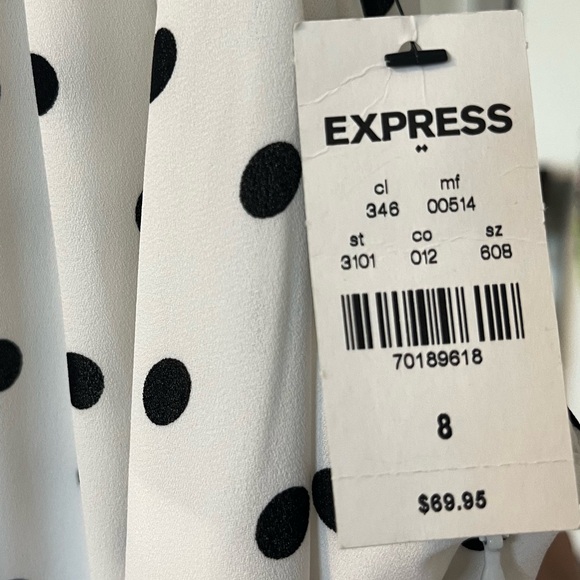 EXPRESS
cl mf
346 00514
st co sz
3101 012 608
70189618
8
$69.95